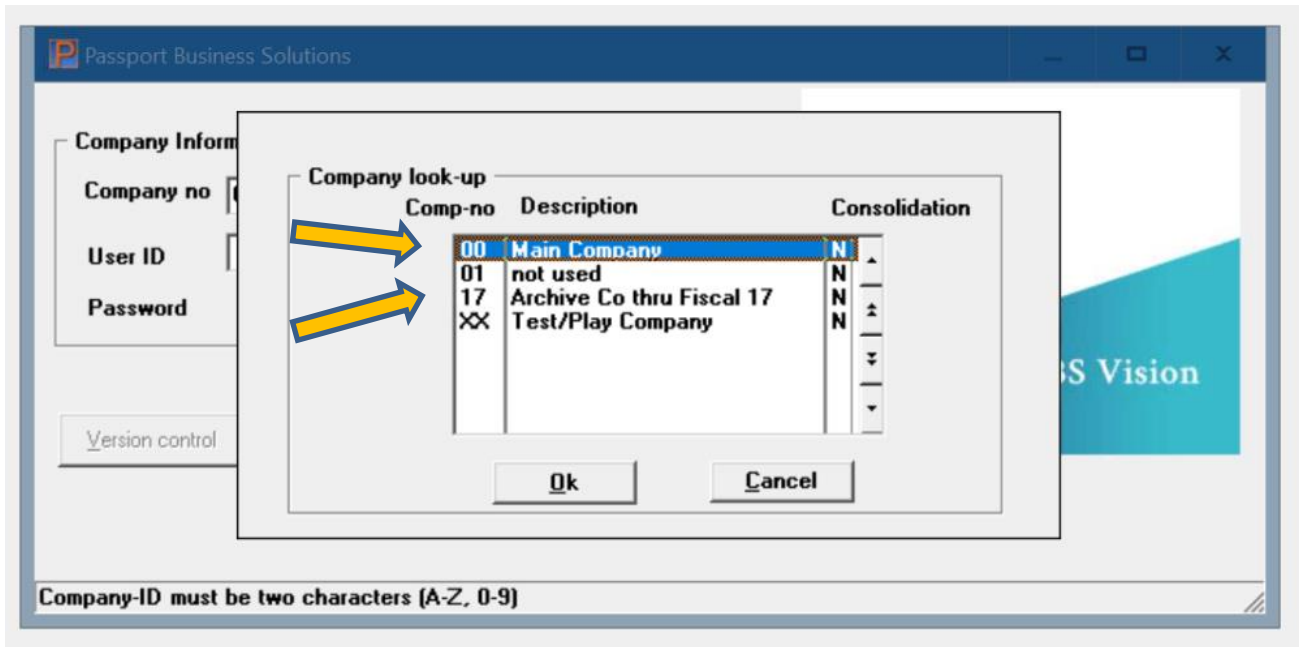 Passport Business Solutions
Company Inform
Company no
User ID
Password
Version control
Company look-up
Comp-no Description Consolidation
00 Main Company N
01 not used N
17 Archive Co thru Fiscal 17 N
XX Test/Play Company N
Ok Cancel
S Vision
Company-ID must be two characters (A-Z, 0-9)